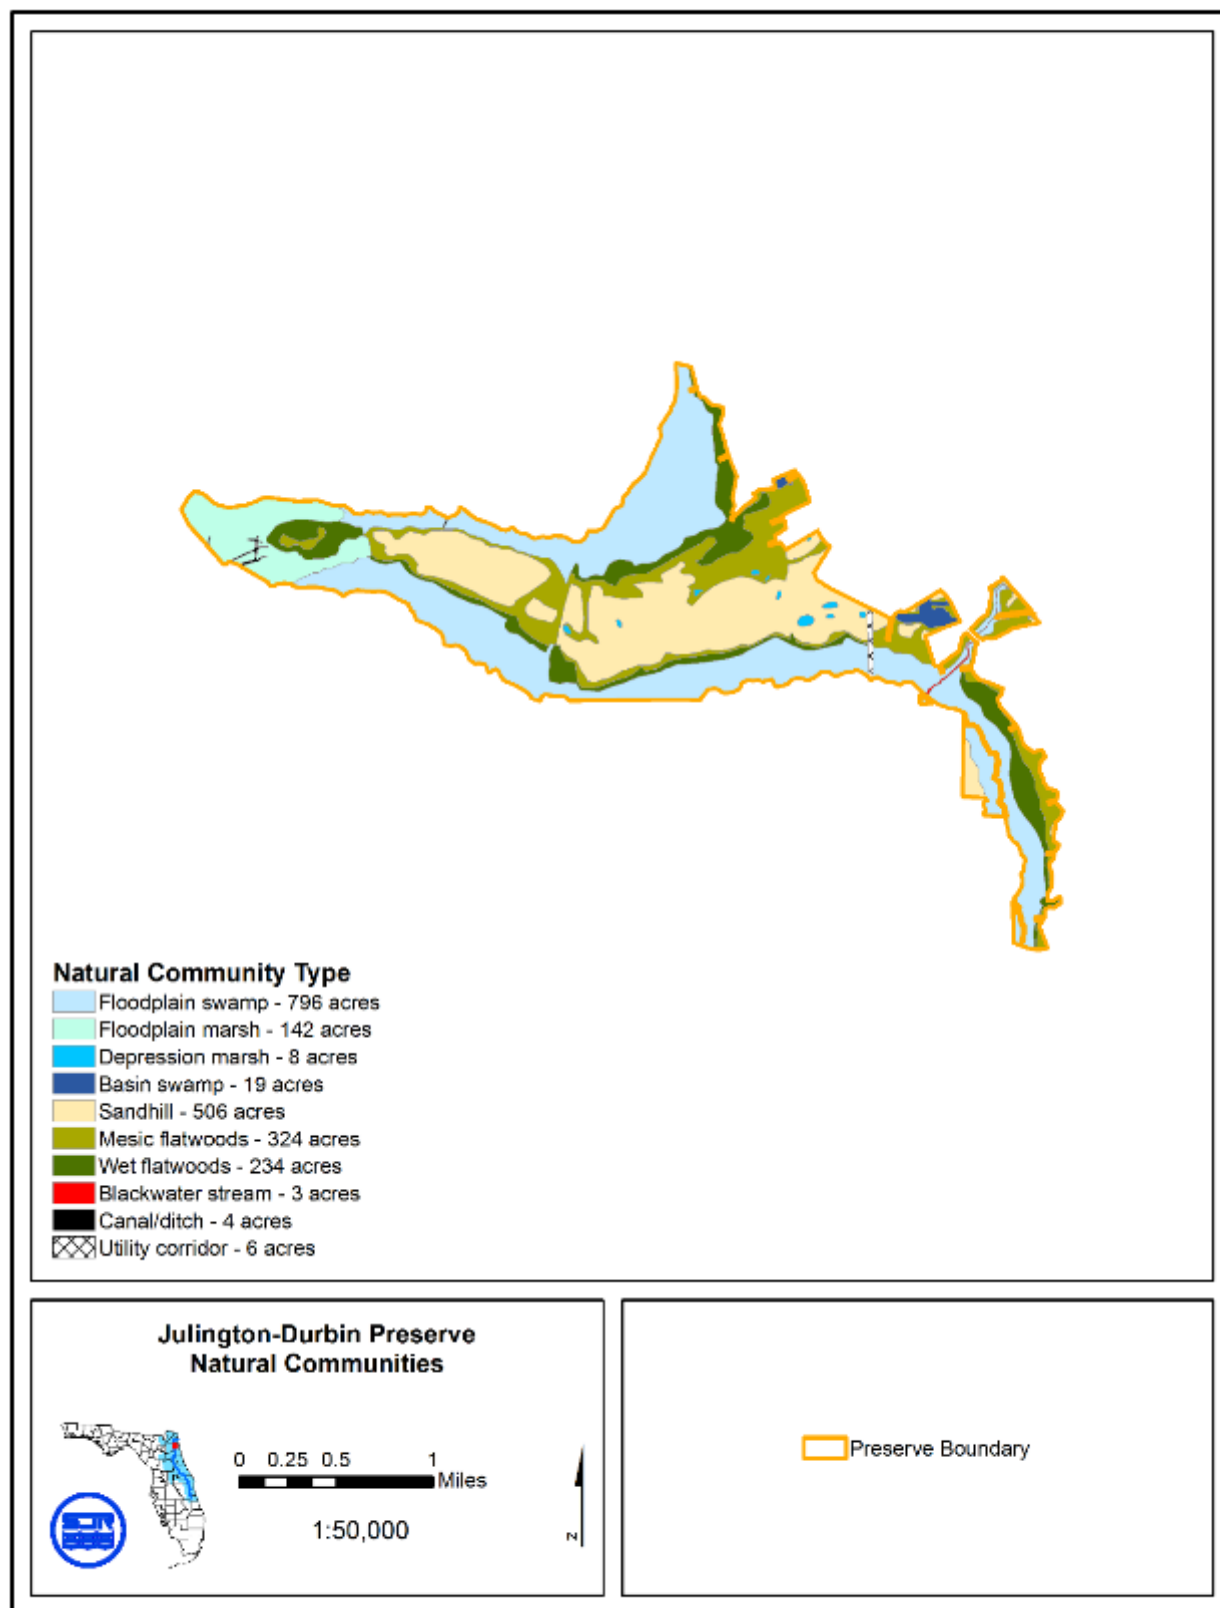 Natural Community Type
Floodplain swamp - 796 acres
Floodplain marsh - 142 acres
Depression marsh - 8 acres
Basin swamp - 19 acres
Sandhill - 506 acres
Mesic flatwoods - 324 acres
Wet flatwoods - 234 acres
Blackwater stream - 3 acres
Canal/ditch - 4 acres
Utility corridor - 6 acres
Julington-Durbin Preserve
Natural Communities
0 0.25 0.5 1
Miles
1:50,000
N
Preserve Boundary